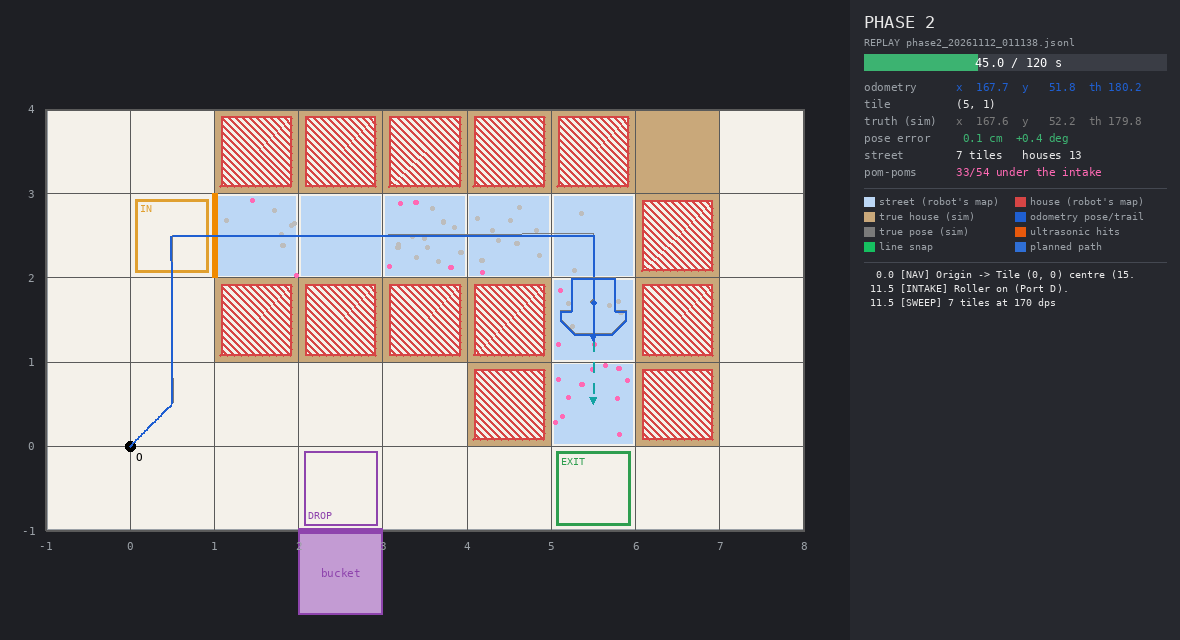 PHASE 2
REPLAY phase2_20261112_011138.jsonl
45.0 / 120 s
odometry x 167.7 y 51.8 th 180.2
tile (5, 1)
truth (sim) x 167.6 y 52.2 th 179.8
pose error 0.1 cm +0.4 deg
street 7 tiles houses 13
pom-poms 33/54 under the intake
street (robot's map) house (robot's map)
true house (sim) odometry pose/trail
true pose (sim) ultrasonic hits
line snap planned path
0.0 [NAV] Origin -> Tile (0, 0) centre (15.
11.5 [INTAKE] Roller on (Port D).
11.5 [SWEEP] 7 tiles at 170 dps
4
3
IN
2
1
0
O
EXIT
DROP
-1
-1 0 1 2 3 4 5 6 7 8
bucket